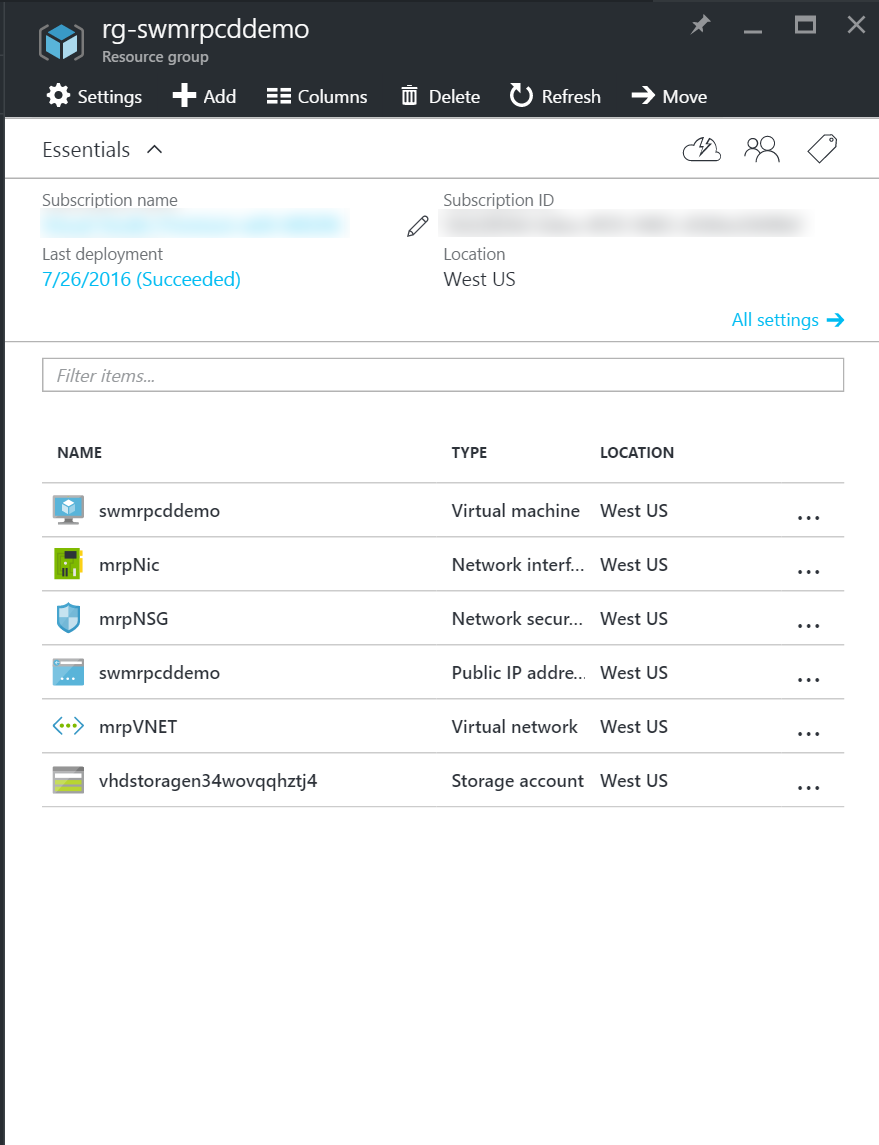 rg-swmrpcddemo
Resource group
Settings Add Columns Delete Refresh Move
Essentials
Subscription name Subscription ID
Last deployment Location
7/26/2016 (Succeeded) West US
All settings
Filter items...
NAME TYPE LOCATION
swmrpcddemo Virtual machine West US ...
mrpNic Network interf... West US ...
mrpNSG Network secur... West US ...
swmrpcddemo Public IP addre... West US ...
mrpVNET Virtual network West US ...
vhdstoragen34wovqqhztj4 Storage account West US ...